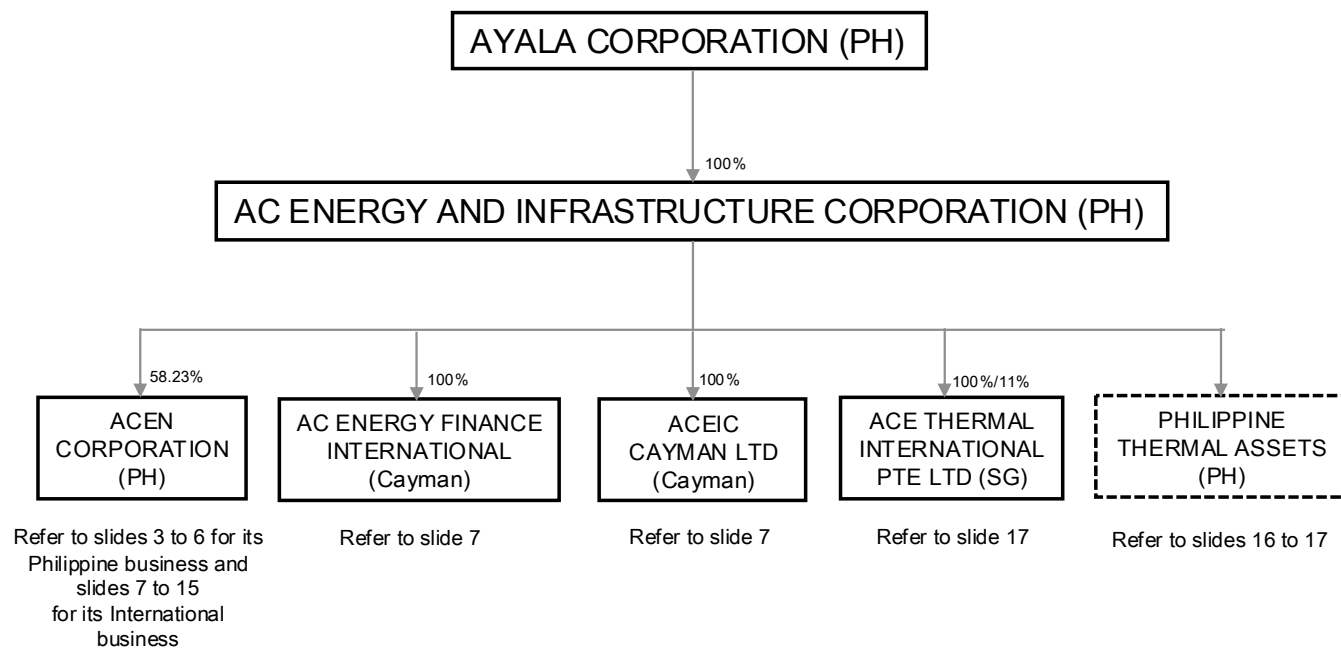 AYALA CORPORATION (PH)
100%
AC ENERGY AND INFRASTRUCTURE CORPORATION (PH)
58.23%
ACEN
CORPORATION
(PH)
Refer to slides 3 to 6 for its
Philippine business and
slides 7 to 15
for its International
business
100%
AC ENERGY FINANCE
INTERNATIONAL
(Cayman)
Refer to slide 7
100%
ACEIC
CAYMAN LTD
(Cayman)
Refer to slide 7
100%/11%
ACE THERMAL
INTERNATIONAL
PTE LTD (SG)
Refer to slide 17
PHILIPPINE
THERMAL ASSETS
(PH)
Refer to slides 16 to 17